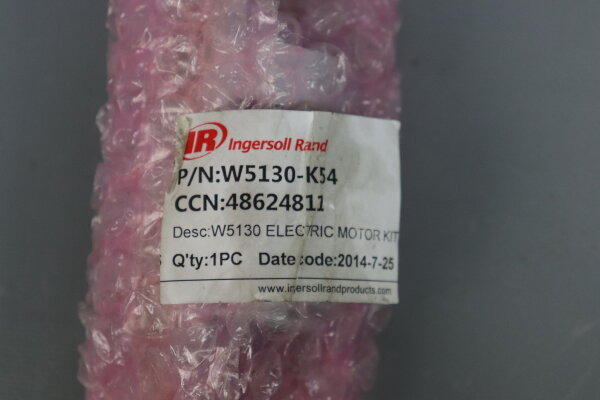 IR Ingersoll Rand
P/N:W5130-K54
CCN:48624811
Desc:W5130 ELECTRIC MOTOR KIT
Q'ty:1PC Date code:2014-7-25
www.ingersollrandproducts.com